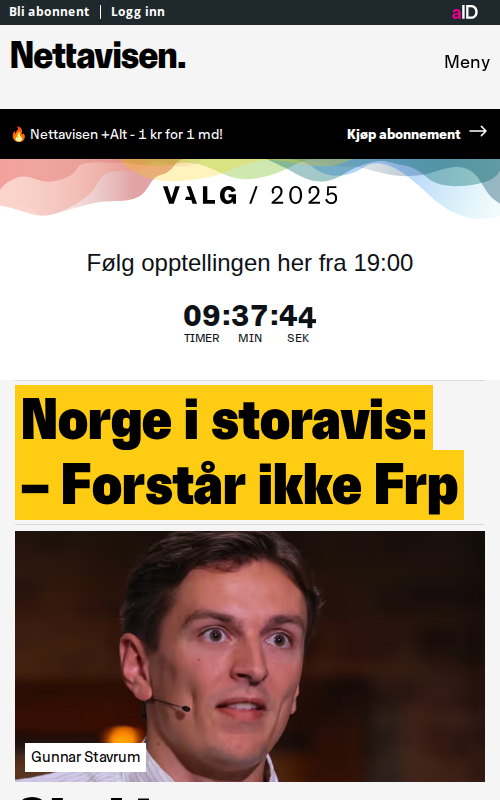 Bli abonnent
Logg inn
aID
Nettavisen.
Meny
🔥 Nettavisen +Alt - 1 kr for 1 md!
Kjøp abonnement →
VALG / 2025
Følg opptellingen her fra 19:00
09:37:44
TIMER MIN SEK
Norge i storavis:
– Forstår ikke Frp
Gunnar Stavrum